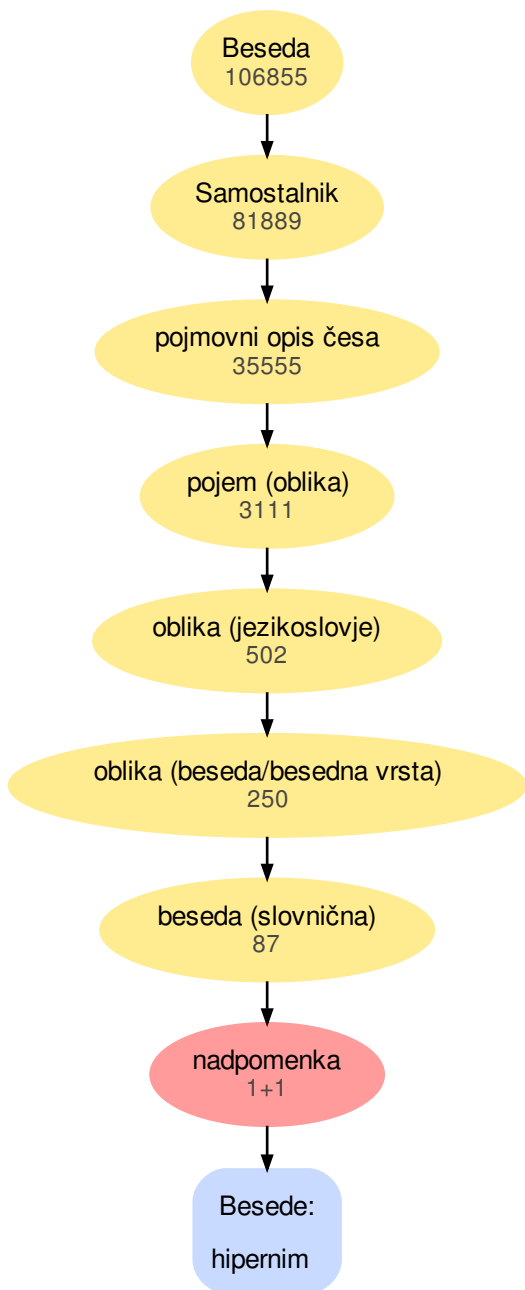 Beseda
106855
Samostalnik
81889
pojmovni opis česa
35555
pojem (oblika)
3111
oblika (jezikoslovje)
502
oblika (beseda/besedna vrsta)
250
beseda (slovnična)
87
nadpomenka
1+1
Besede:
hipernim